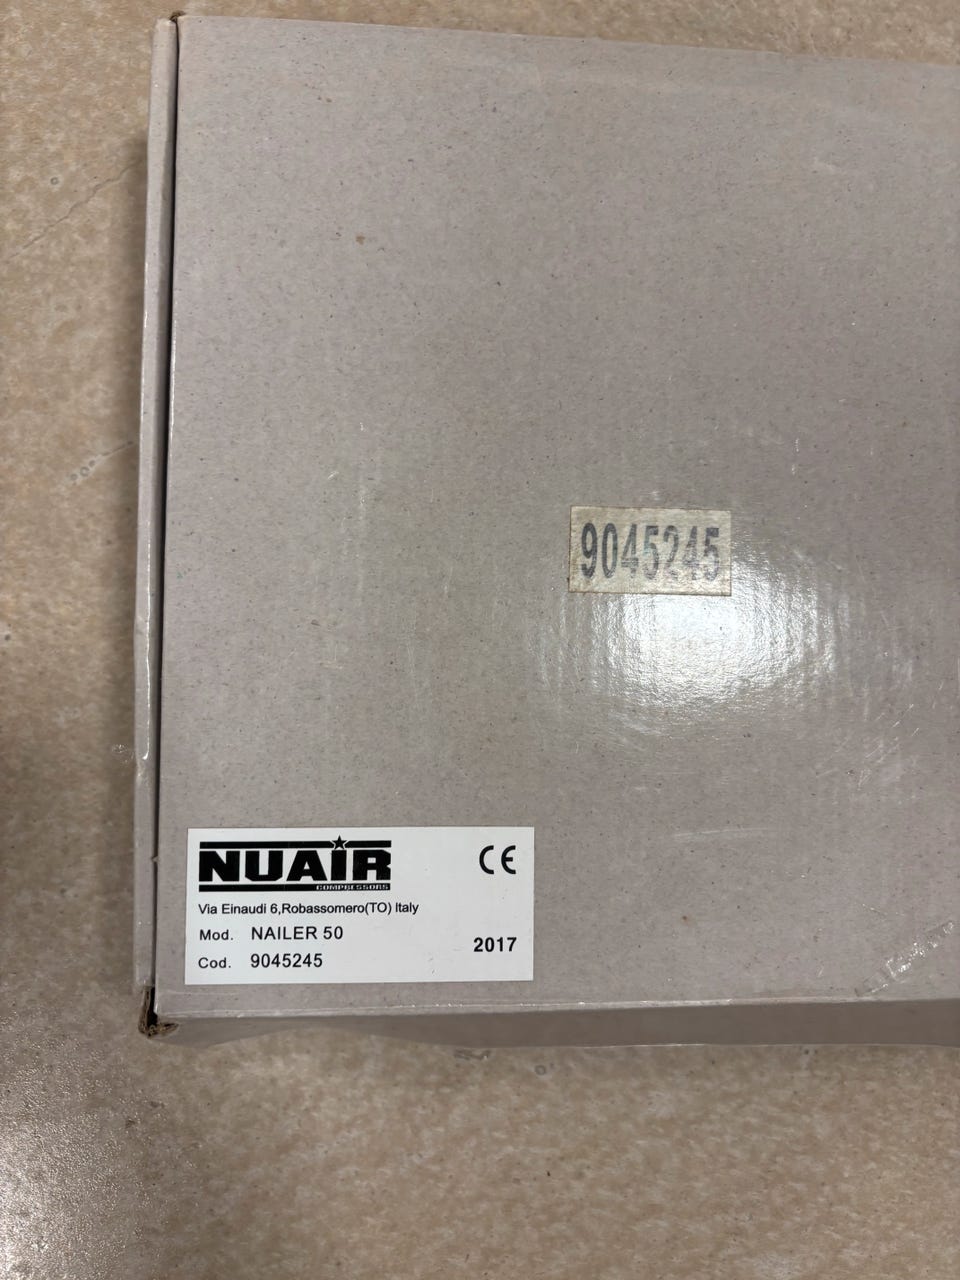 9045245
NUAIR
COMPRESSORS
CE
Via Einaudi 6,Robassomero(TO) Italy
Mod. NAILER 50
2017
Cod. 9045245